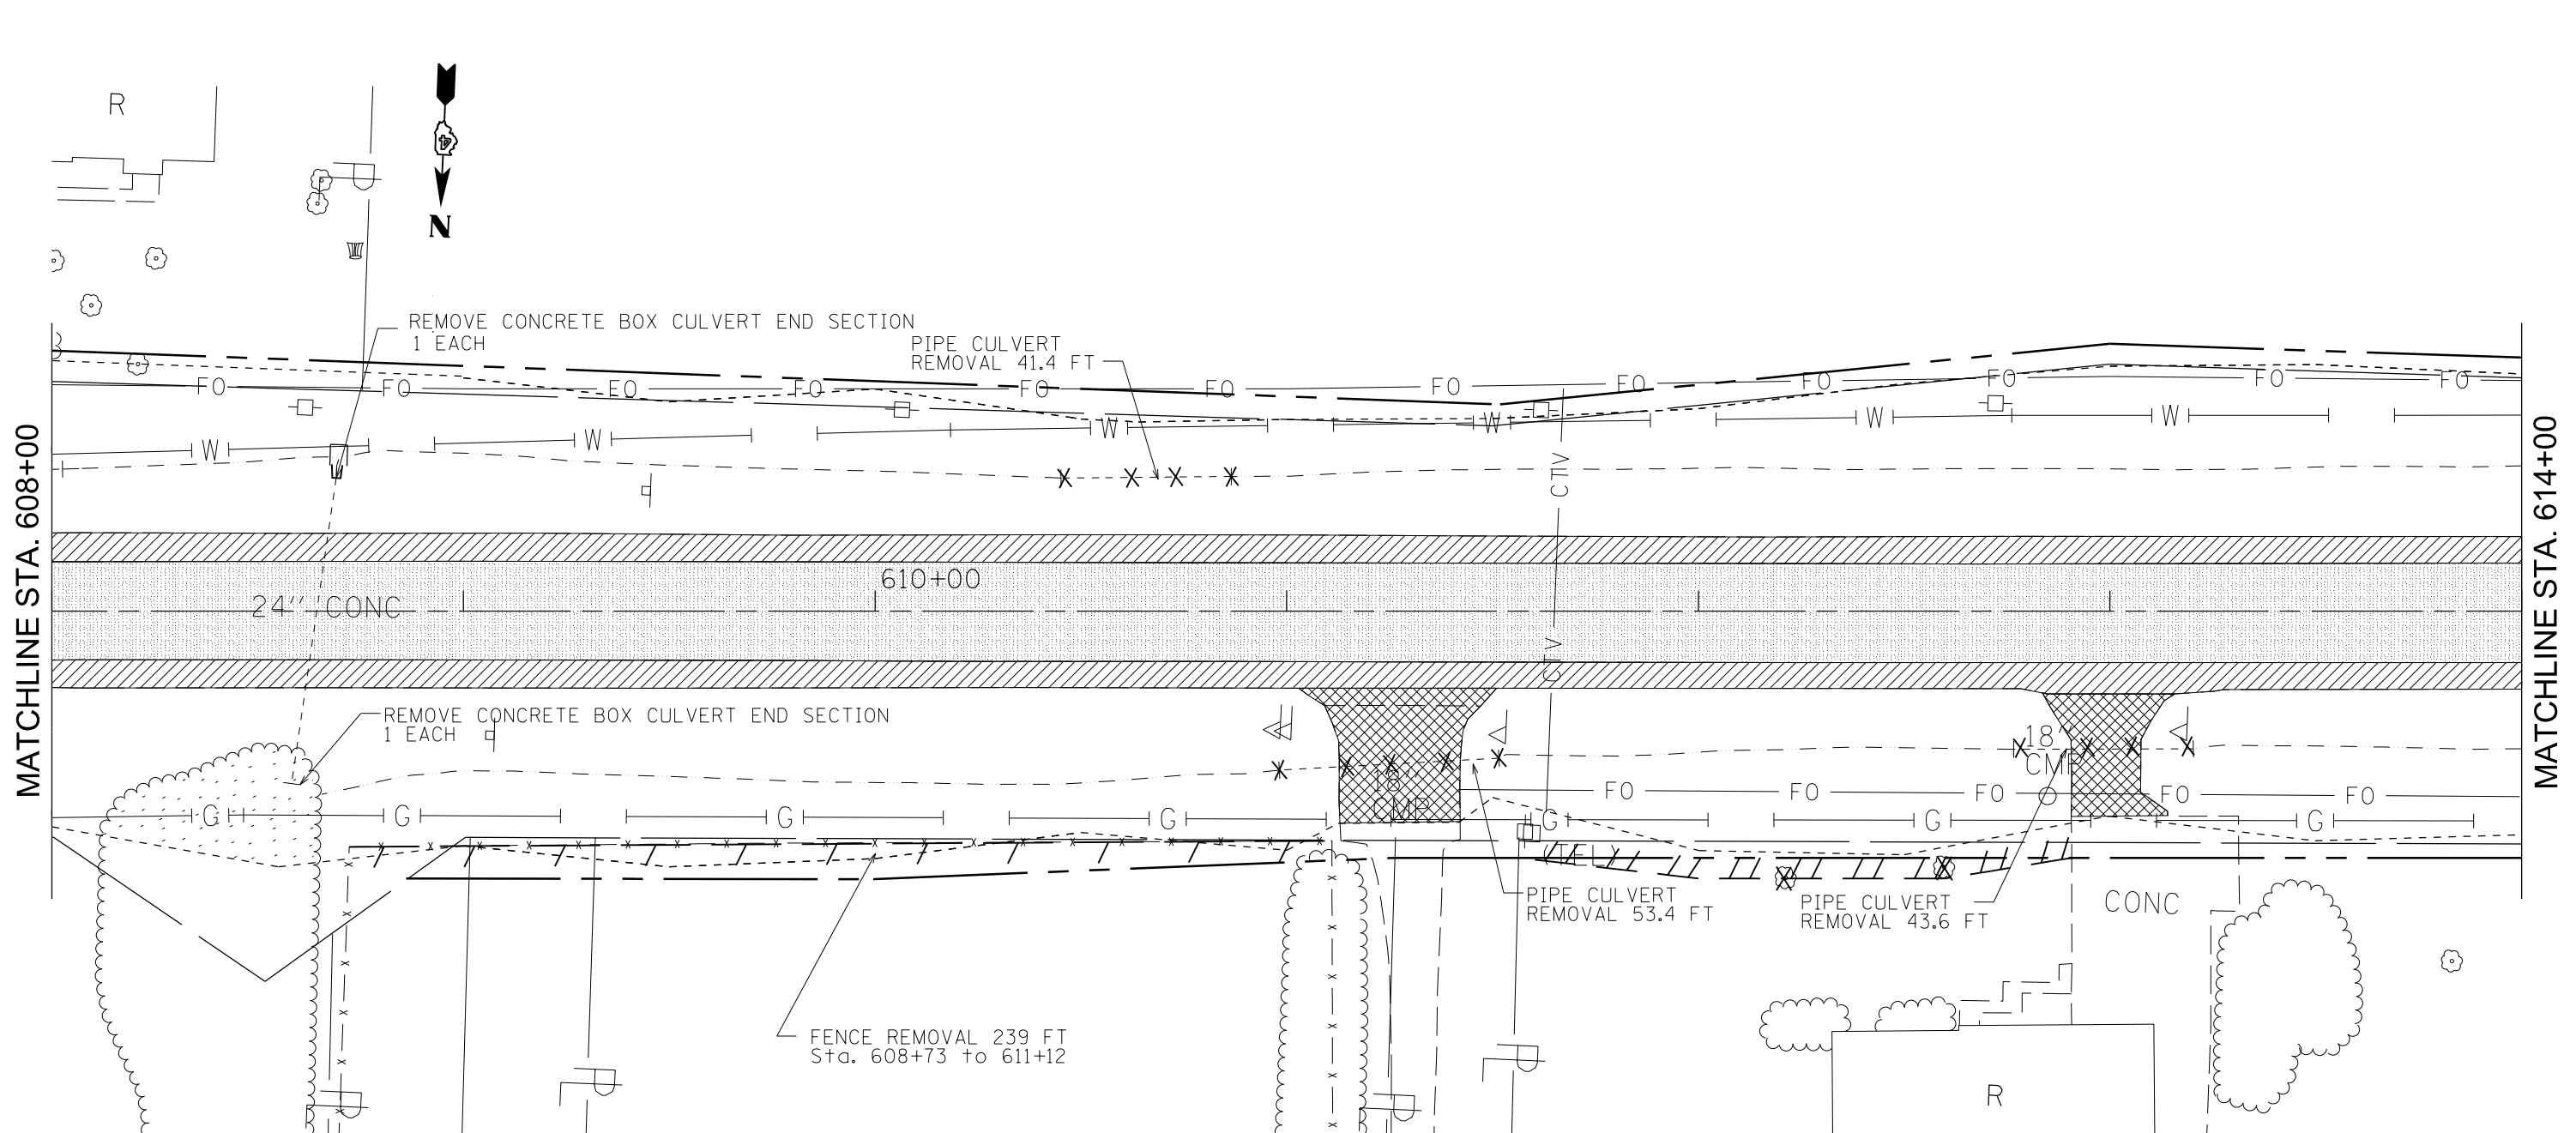 R
N
REMOVE CONCRETE BOX CULVERT END SECTION
1 EACH
PIPE CULVERT
REMOVAL 41.4 FT
FO FO FO FO FO FO FO FO FO FO FO FO
W W W W W W
CTV
MATCHLINE STA. 608+00
MATCHLINE STA. 614+00
610+00
24'' CONC
CTV
REMOVE CONCRETE BOX CULVERT END SECTION
1 EACH
18''
CMP
18''
CMP
FO FO FO FO FO
G G G G G G G
(TEL)
PIPE CULVERT
REMOVAL 53.4 FT
PIPE CULVERT
REMOVAL 43.6 FT
CONC
FENCE REMOVAL 239 FT
Sta. 608+73 to 611+12
R